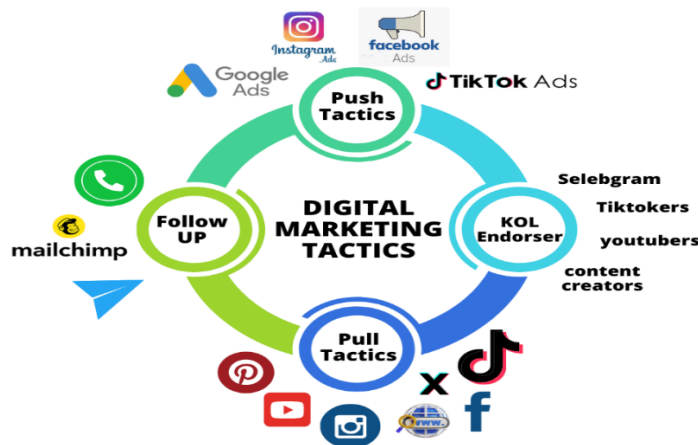 Instagram
Ads
facebook
Ads
Google
Ads
TikTok Ads
Push
Tactics
Selebgram
Tiktokers
youtubers
content
creators
KOL
Endorser
DIGITAL
MARKETING
TACTICS
Follow
UP
mailchimp
Pull
Tactics
X
www.
f